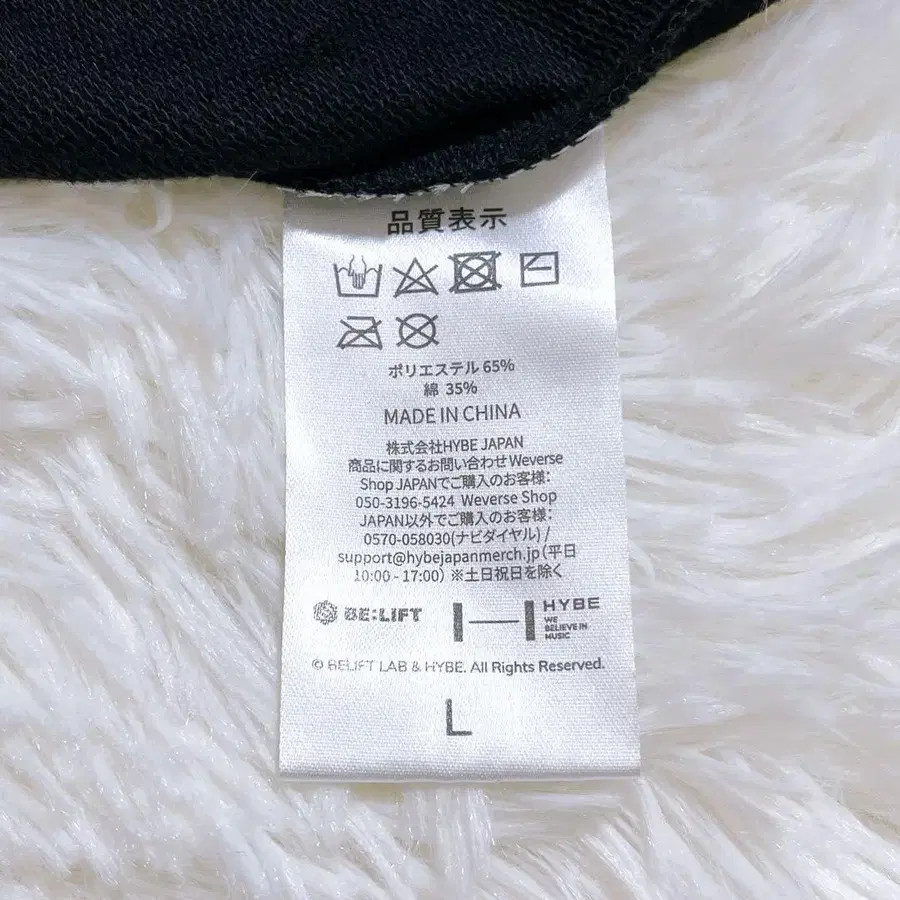 品質表示
ポリエステル 65%
綿 35%
MADE IN CHINA
株式会社HYBE JAPAN
商品に関するお問い合わせ Weverse
Shop JAPANでご購入のお客様:
050-3196-5424 Weverse Shop
JAPAN以外でご購入のお客様:
0570-058030(ナビダイヤル) /
support@hybejapanmerch.jp (平日
10:00 - 17:00) ※土日祝日を除く
BE:LIFT
HYBE
WE
BELIEVE IN
MUSIC
© BELIFT LAB & HYBE. All Rights Reserved.
L